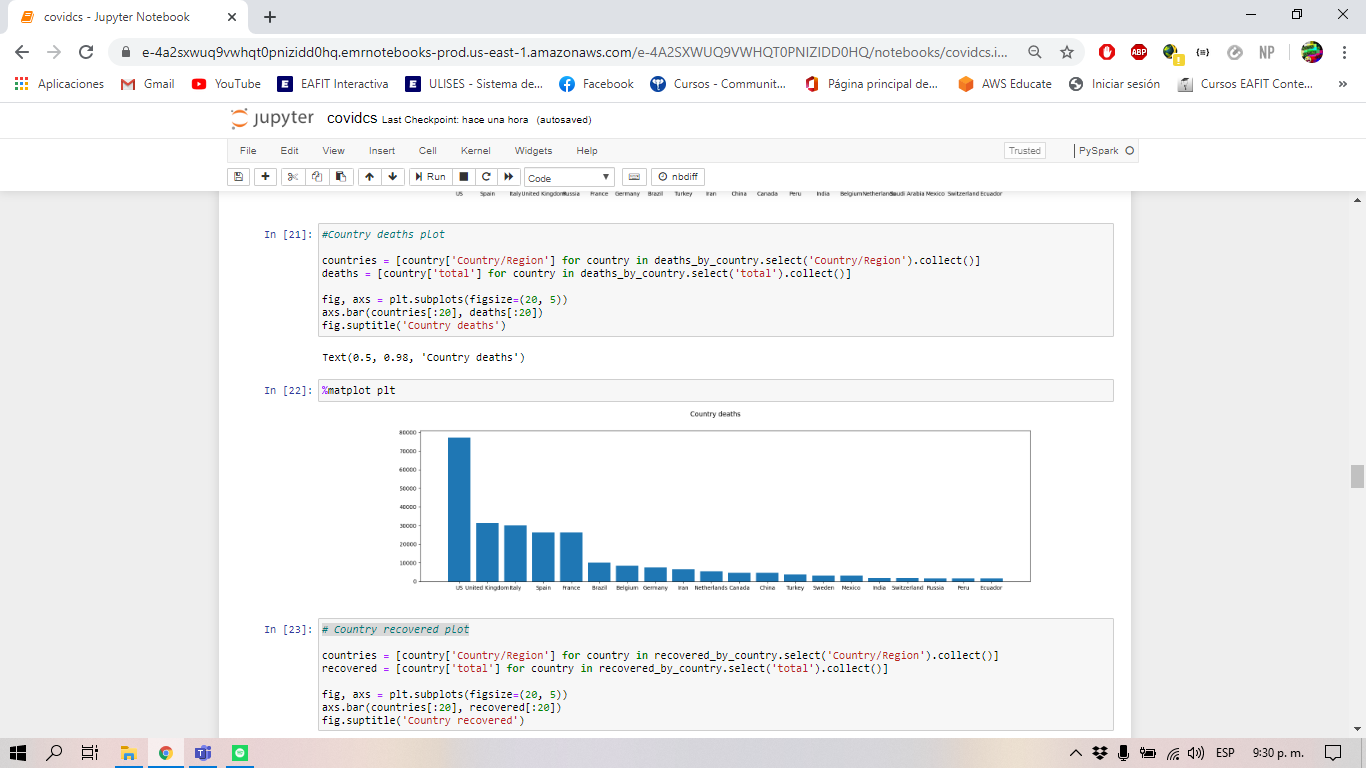 covidcs - Jupyter Notebook
e-4a2sxwuq9vwhqt0pnizidd0hq.emrnotebooks-prod.us-east-1.amazonaws.com/e-4A2SXWUQ9VWHQT0PNIZIDD0HQ/notebooks/covidcs.i...
ABP
NP
Aplicaciones Gmail YouTube EAFIT Interactiva ULISES - Sistema de... Facebook Cursos - Communit... Página principal de... AWS Educate Iniciar sesión Cursos EAFIT Conte... »
jupyter covidcs Last Checkpoint: hace una hora (autosaved)
File Edit View Insert Cell Kernel Widgets Help Trusted PySpark
Run Code nbdiff
US Spain Italy United Kingdom Russia France Germany Brazil Turkey Iran China Canada Peru India Belgium Netherlands Saudi Arabia Mexico Switzerland Ecuador
In [21]: #Country deaths plot
countries = [country['Country/Region'] for country in deaths_by_country.select('Country/Region').collect()]
deaths = [country['total'] for country in deaths_by_country.select('total').collect()]
fig, axs = plt.subplots(figsize=(20, 5))
axs.bar(countries[:20], deaths[:20])
fig.suptitle('Country deaths')
Text(0.5, 0.98, 'Country deaths')
In [22]: %matplot plt
Country deaths
80000
70000
60000
50000
40000
30000
20000
10000
0
US United Kingdom Italy Spain France Brazil Belgium Germany Iran Netherlands Canada China Turkey Sweden Mexico India Switzerland Russia Peru Ecuador
In [23]: # Country recovered plot
countries = [country['Country/Region'] for country in recovered_by_country.select('Country/Region').collect()]
recovered = [country['total'] for country in recovered_by_country.select('total').collect()]
fig, axs = plt.subplots(figsize=(20, 5))
axs.bar(countries[:20], recovered[:20])
fig.suptitle('Country recovered')
ESP 9:30 p. m.